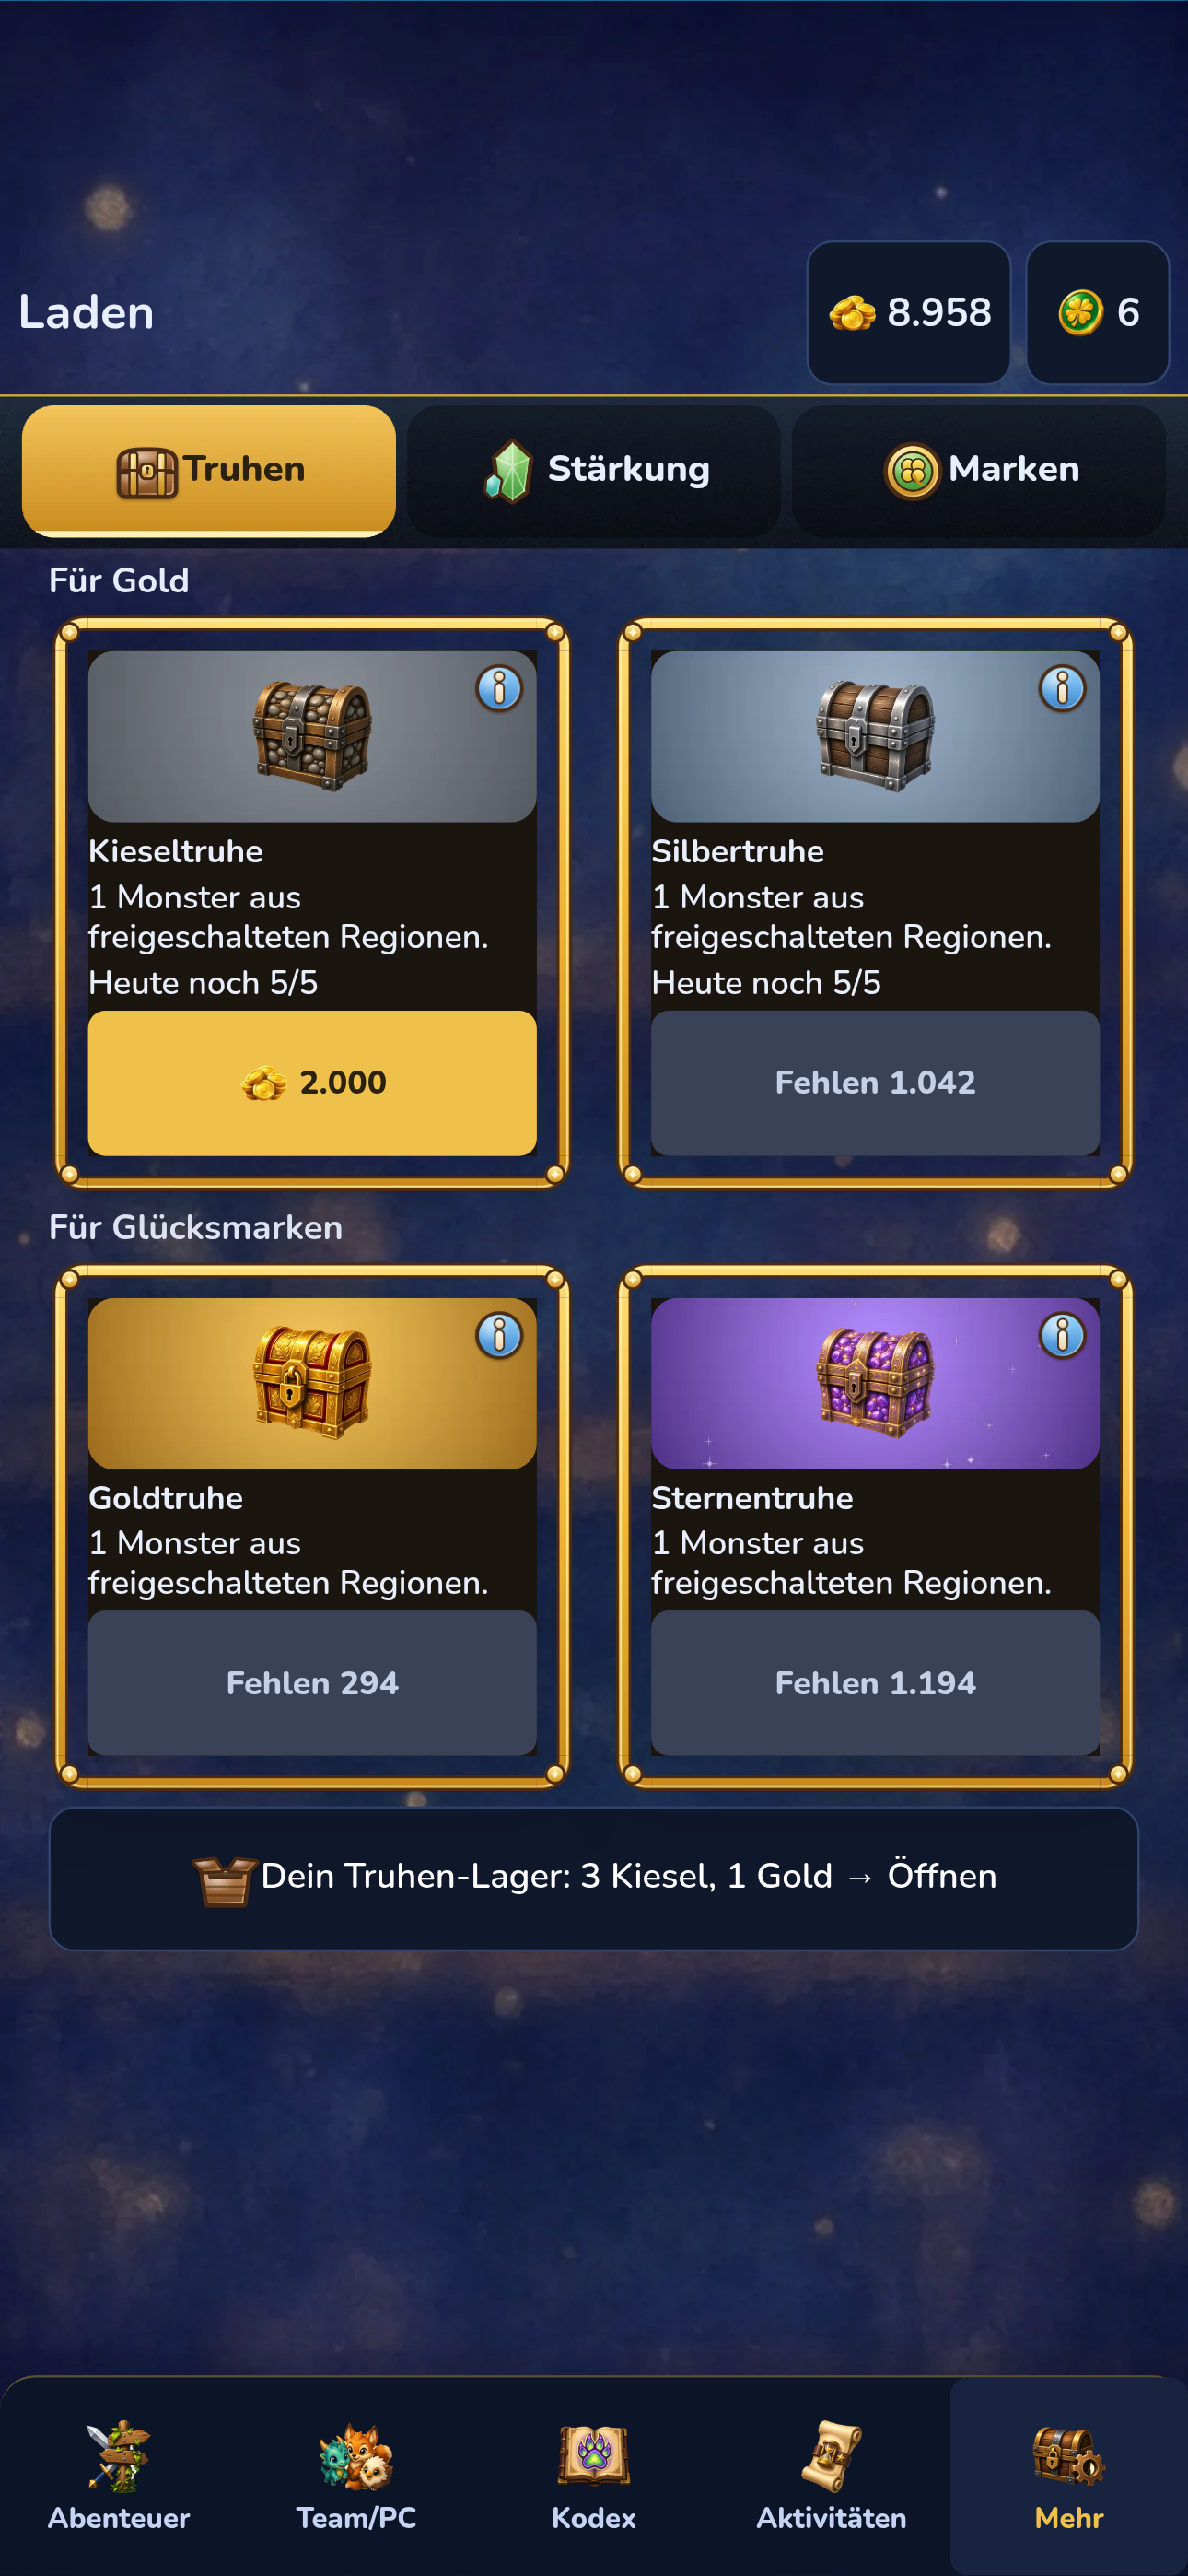 Laden
8.958
6
Truhen
Stärkung
Marken
Für Gold
Kieseltruhe
1 Monster aus
freigeschalteten Regionen.
Heute noch 5/5
2.000
Silbertruhe
1 Monster aus
freigeschalteten Regionen.
Heute noch 5/5
Fehlen 1.042
Für Glücksmarken
Goldtruhe
1 Monster aus
freigeschalteten Regionen.
Fehlen 294
Sternentruhe
1 Monster aus
freigeschalteten Regionen.
Fehlen 1.194
Dein Truhen-Lager: 3 Kiesel, 1 Gold → Öffnen
Abenteuer
Team/PC
Kodex
Aktivitäten
Mehr